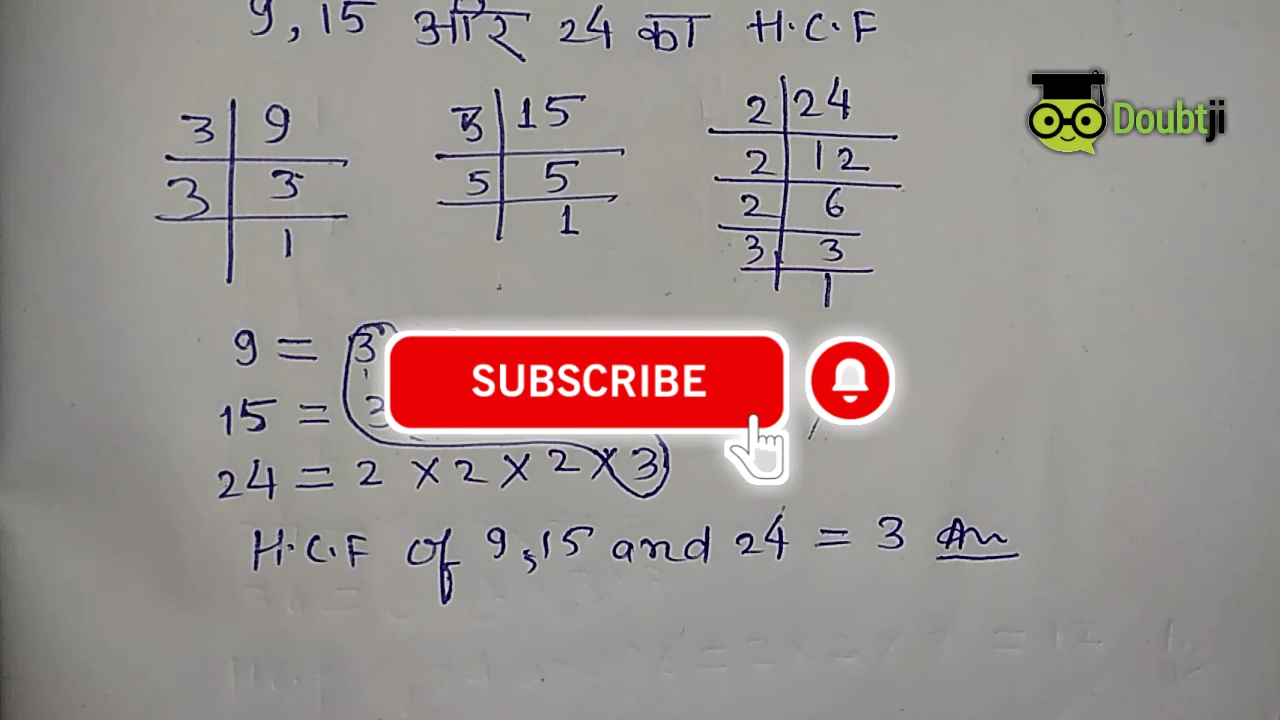 9, 15 और 24 का H.C.F
Doubtji
3 9
3 3
1
3 15
5 5
1
2 24
2 12
2 6
3 3
1
9 = 3
15 = 3
SUBSCRIBE
24 = 2 × 2 × 2 × 3
H.C.F of 9,15 and 24 = 3 Ans